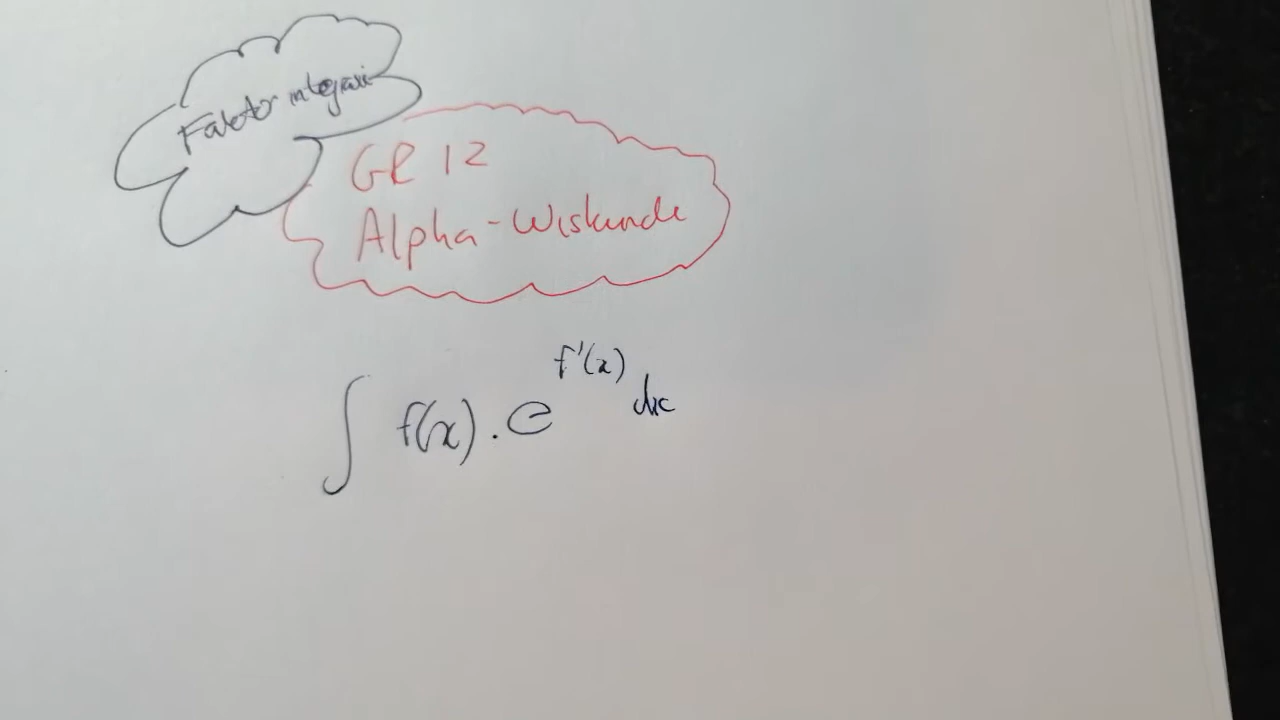 Faktor integrasie
GR 12
Alpha-Wiskunde
∫ f(x) . e^{f'(x)} dx